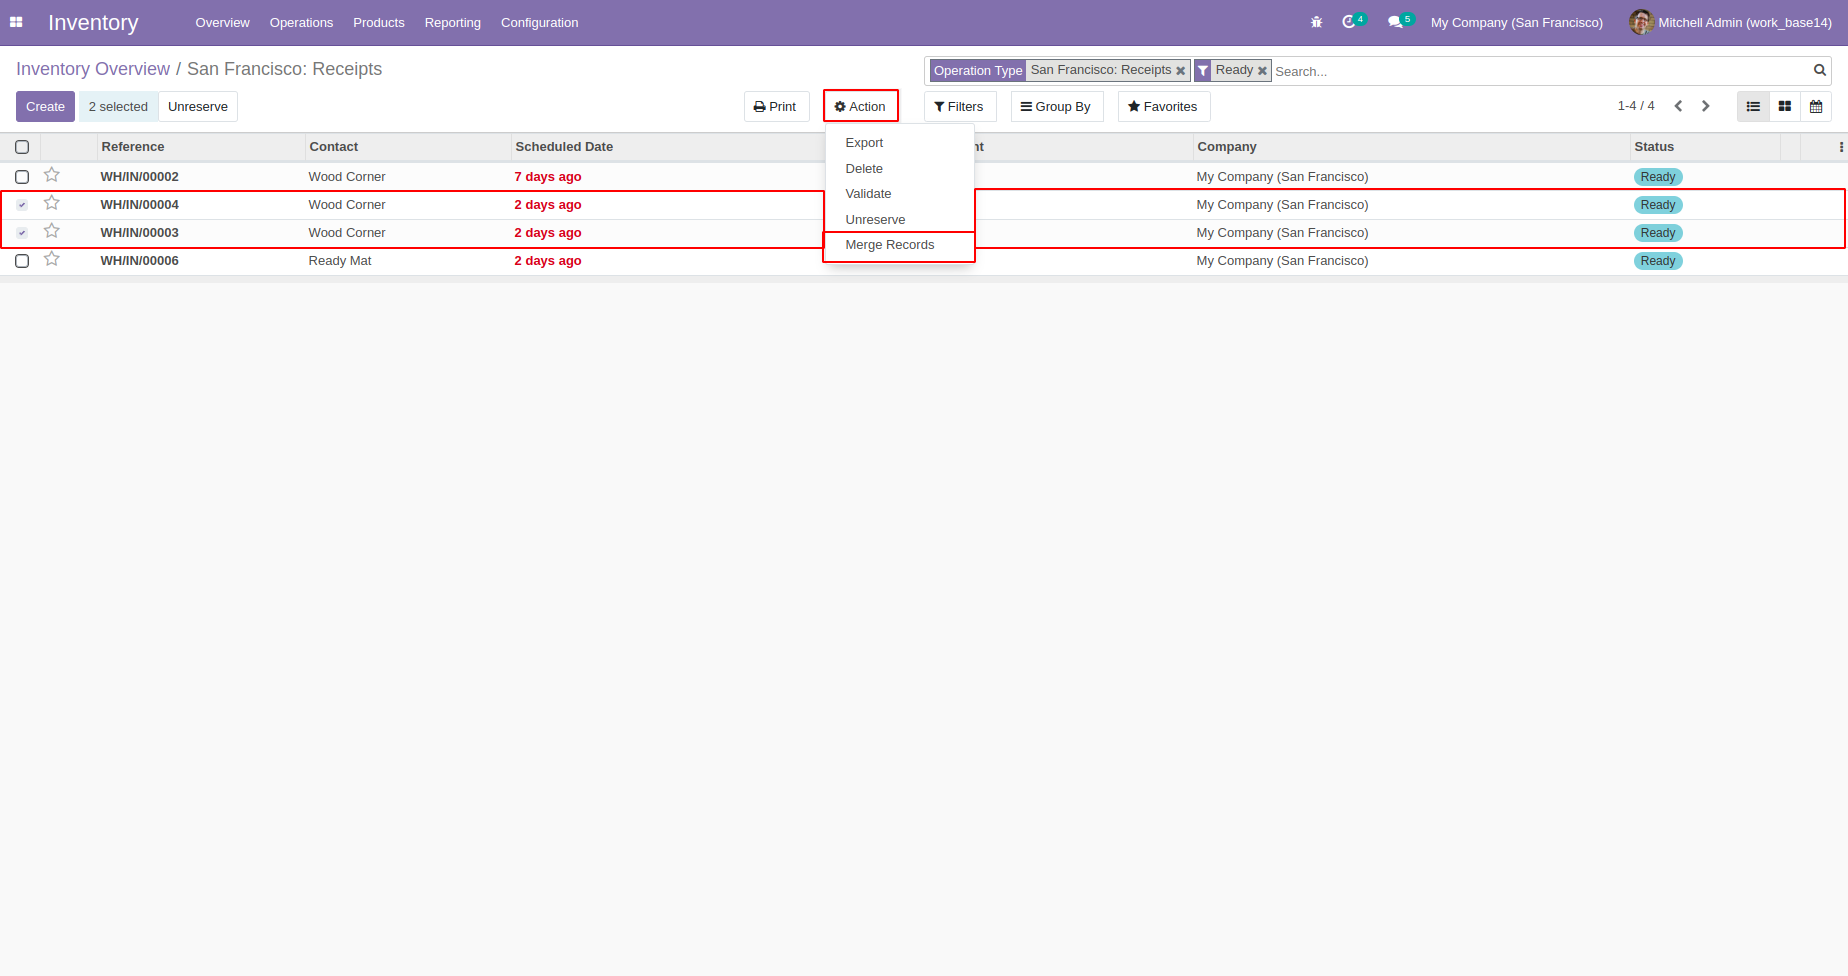 Inventory Overview Operations Products Reporting Configuration 4 5 My Company (San Francisco) Mitchell Admin (work_base14)
Inventory Overview / San Francisco: Receipts
Operation Type San Francisco: Receipts Ready Search...
Create 2 selected Unreserve Print Action Filters Group By Favorites 1-4 / 4
Reference Contact Scheduled Date Company Status
Export
Delete
Validate
Unreserve
Merge Records
WH/IN/00002 Wood Corner 7 days ago My Company (San Francisco) Ready
WH/IN/00004 Wood Corner 2 days ago My Company (San Francisco) Ready
WH/IN/00003 Wood Corner 2 days ago My Company (San Francisco) Ready
WH/IN/00006 Ready Mat 2 days ago My Company (San Francisco) Ready